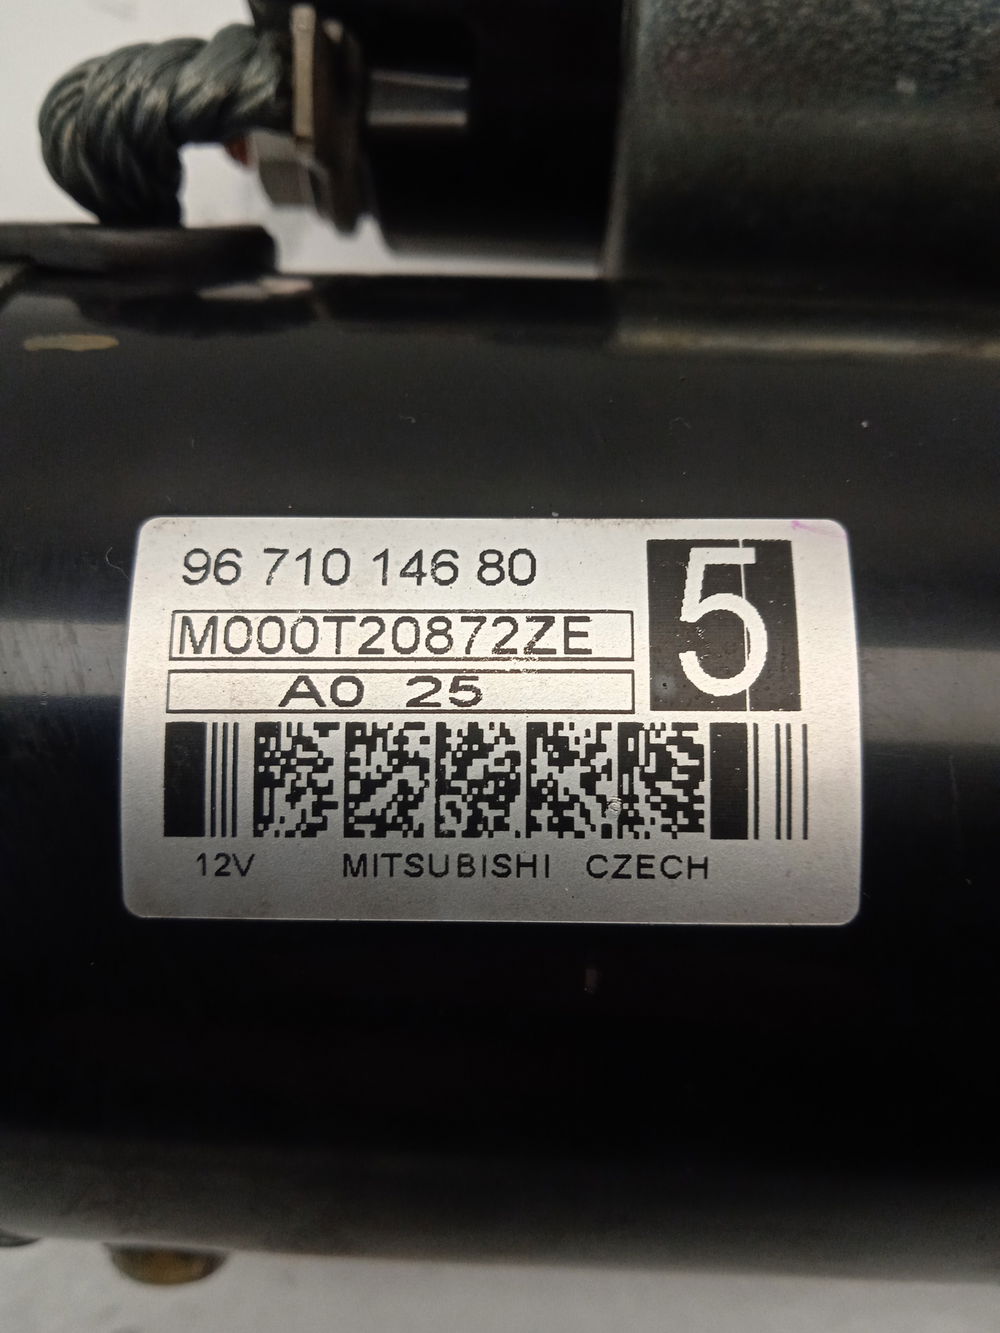 96 710 146 80
5
M000T20872ZE
A0 25
12V MITSUBISHI CZECH